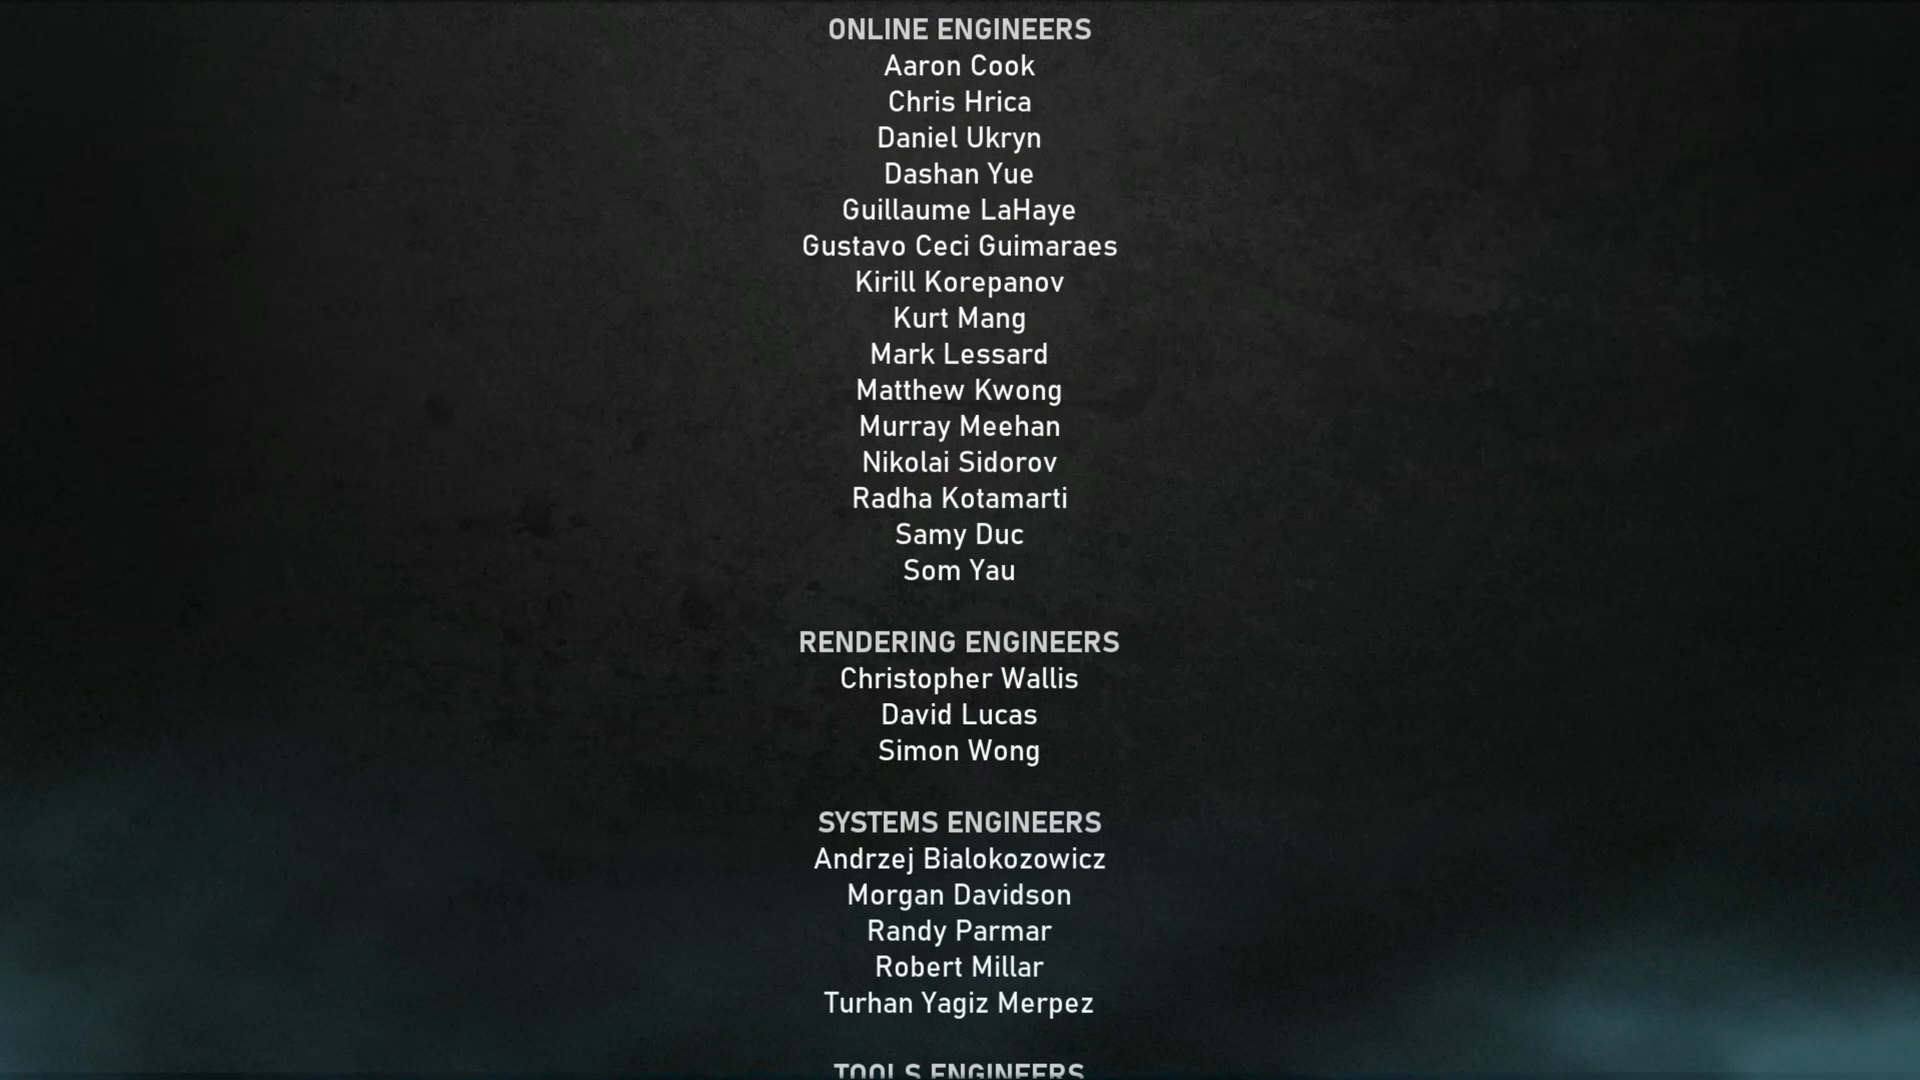 ONLINE ENGINEERS
Aaron Cook
Chris Hrica
Daniel Ukryn
Dashan Yue
Guillaume LaHaye
Gustavo Ceci Guimaraes
Kirill Korepanov
Kurt Mang
Mark Lessard
Matthew Kwong
Murray Meehan
Nikolai Sidorov
Radha Kotamarti
Samy Duc
Som Yau
RENDERING ENGINEERS
Christopher Wallis
David Lucas
Simon Wong
SYSTEMS ENGINEERS
Andrzej Bialokozowicz
Morgan Davidson
Randy Parmar
Robert Millar
Turhan Yagiz Merpez
TOOLS ENGINEERS